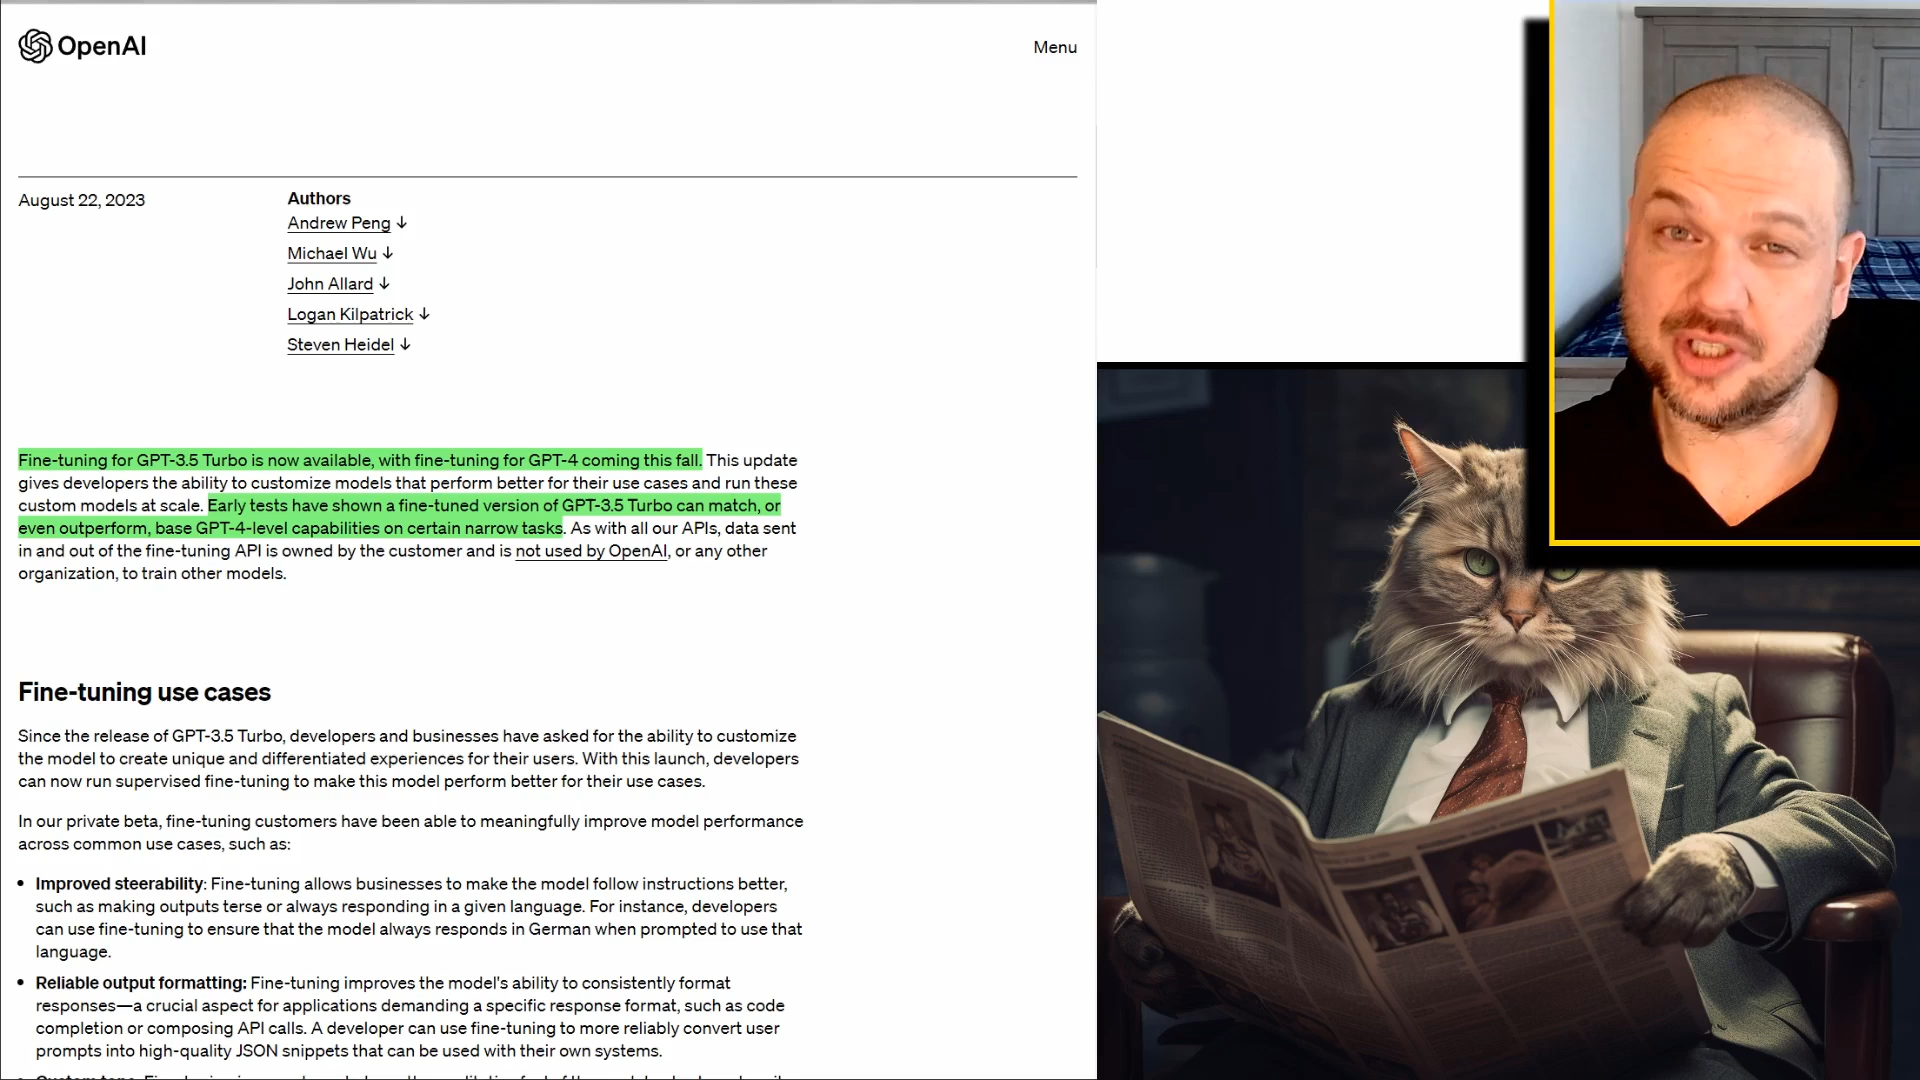 OpenAI
Menu
August 22, 2023
Authors
Andrew Peng ↓
Michael Wu ↓
John Allard ↓
Logan Kilpatrick ↓
Steven Heidel ↓
Fine-tuning for GPT-3.5 Turbo is now available, with fine-tuning for GPT-4 coming this fall. This update
gives developers the ability to customize models that perform better for their use cases and run these
custom models at scale. Early tests have shown a fine-tuned version of GPT-3.5 Turbo can match, or
even outperform, base GPT-4-level capabilities on certain narrow tasks. As with all our APIs, data sent
in and out of the fine-tuning API is owned by the customer and is not used by OpenAI, or any other
organization, to train other models.
Fine-tuning use cases
Since the release of GPT-3.5 Turbo, developers and businesses have asked for the ability to customize
the model to create unique and differentiated experiences for their users. With this launch, developers
can now run supervised fine-tuning to make this model perform better for their use cases.
In our private beta, fine-tuning customers have been able to meaningfully improve model performance
across common use cases, such as:
• Improved steerability: Fine-tuning allows businesses to make the model follow instructions better,
such as making outputs terse or always responding in a given language. For instance, developers
can use fine-tuning to ensure that the model always responds in German when prompted to use that
language.
• Reliable output formatting: Fine-tuning improves the model's ability to consistently format
responses—a crucial aspect for applications demanding a specific response format, such as code
completion or composing API calls. A developer can use fine-tuning to more reliably convert user
prompts into high-quality JSON snippets that can be used with their own systems.